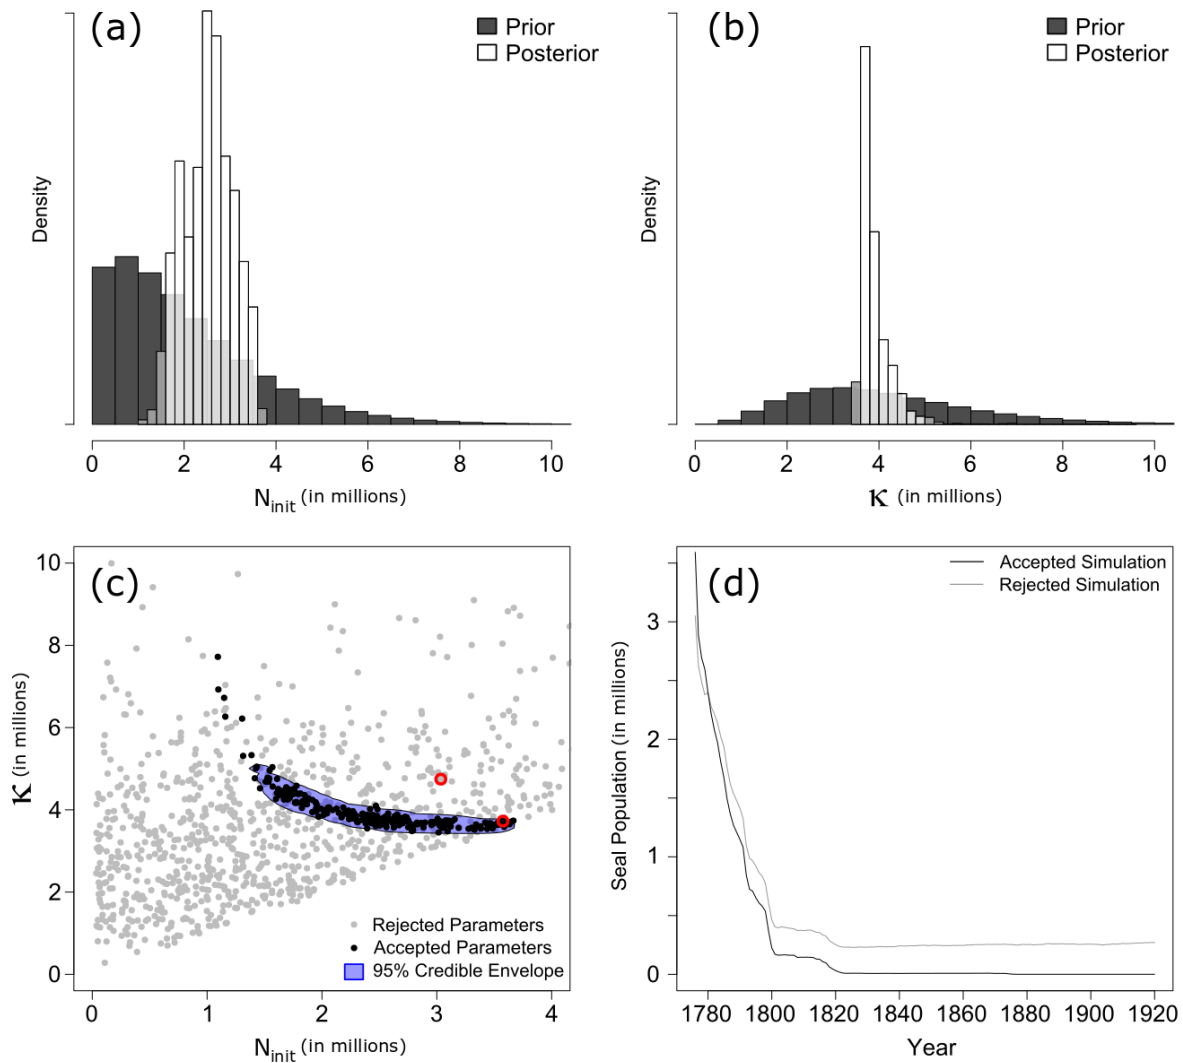 (a)
Prior
Posterior
Density
0 2 4 6 8 10
N_init (in millions)
(b)
Prior
Posterior
Density
0 2 4 6 8 10
κ (in millions)
(c)
10
8
6
4
2
0
κ (in millions)
Rejected Parameters
Accepted Parameters
95% Credible Envelope
0 1 2 3 4
N_init (in millions)
(d)
Accepted Simulation
Rejected Simulation
3
2
1
0
Seal Population (in millions)
1780 1800 1820 1840 1860 1880 1900 1920
Year